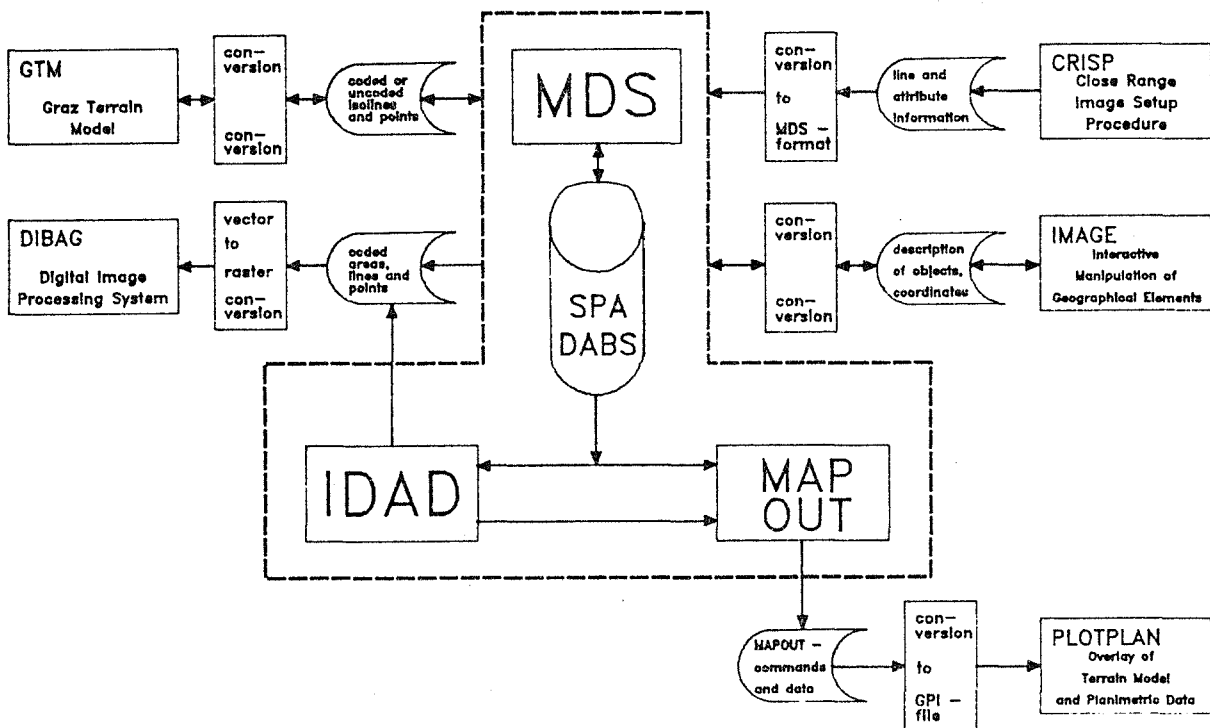 GTM
Graz Terrain
Model
con-
version
con-
version
coded or
uncoded
isolines
and points
MDS
con-
version
to
MDS -
format
line and
attribute
information
CRISP
Close Range
Image Setup
Procedure
DIBAG
Digital Image
Processing System
vector
to
raster
con-
version
coded
areas,
lines and
points
SPA
DABS
con-
version
con-
version
description
of objects,
coordinates
IMAGE
Interactive
Manipulation of
Geographical Elements
IDAD
MAP
OUT
MAPOUT -
commands
and data
con-
version
to
GPI -
file
PLOTPLAN
Overlay of
Terrain Model
and Planimetric Data